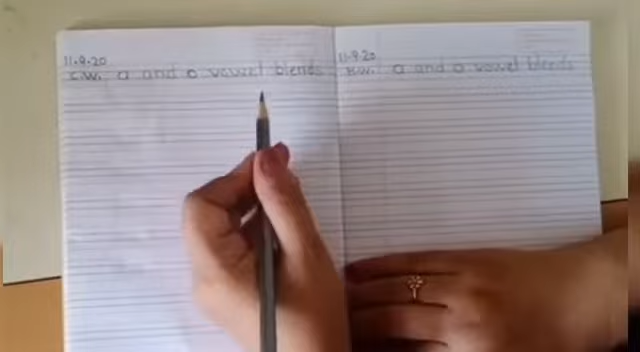 11.9.20
C.W. a and o vowel blends
11.9.20
H.W. a and o vowel blends